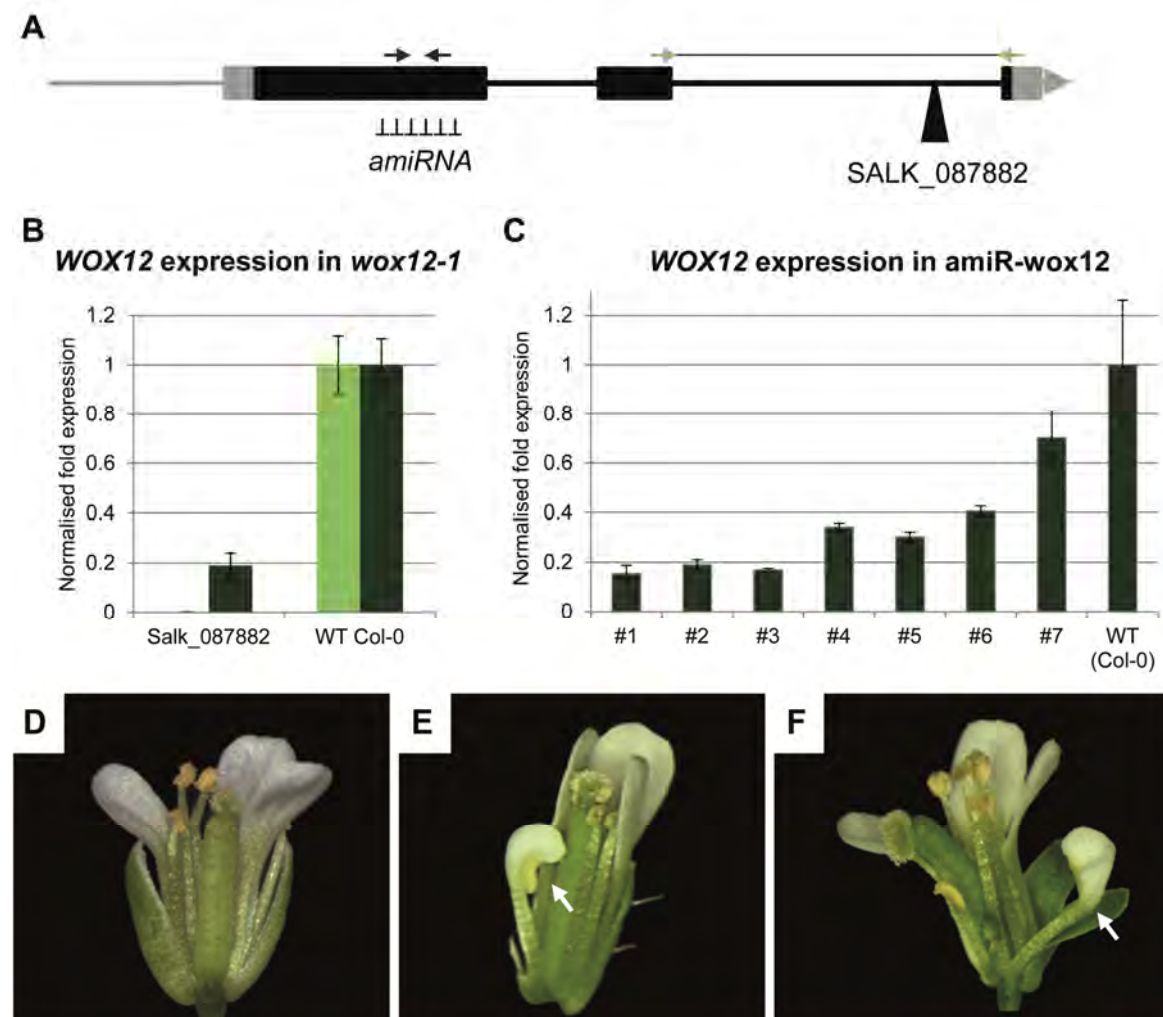 A
amiRNA
SALK_087882
B
WOX12 expression in wox12-1
Normalised fold expression
1.2
1
0.8
0.6
0.4
0.2
0
Salk_087882 WT Col-0
C
WOX12 expression in amiR-wox12
Normalised fold expression
1.2
1
0.8
0.6
0.4
0.2
0
#1 #2 #3 #4 #5 #6 #7 WT
(Col-0)
D
E
F